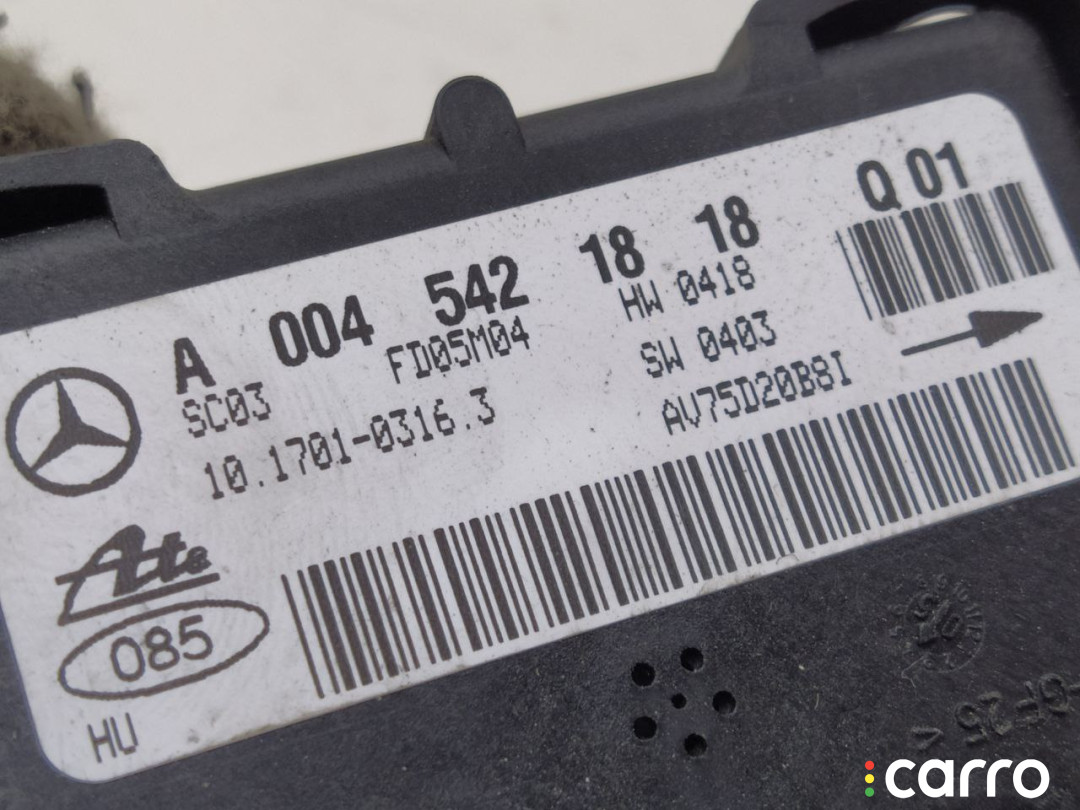 Q 01
A 004 542 18 18
SC03 FD05M04 HW 0418
10.1701-0316.3 SW 0403
AV75D20B8I
Ate
085
HU
carro